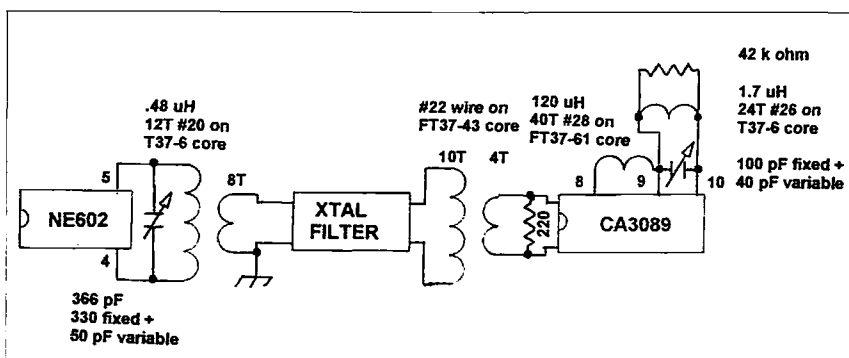 42 k ohm
.48 uH
12T #20 on
T37-6 core
#22 wire on
FT37-43 core
120 uH
40T #28 on
FT37-61 core
1.7 uH
24T #26 on
T37-6 core
5
8T
10T
4T
8
9
10
100 pF fixed +
40 pF variable
NE602
XTAL
FILTER
220
CA3089
4
366 pF
330 fixed +
50 pF variable